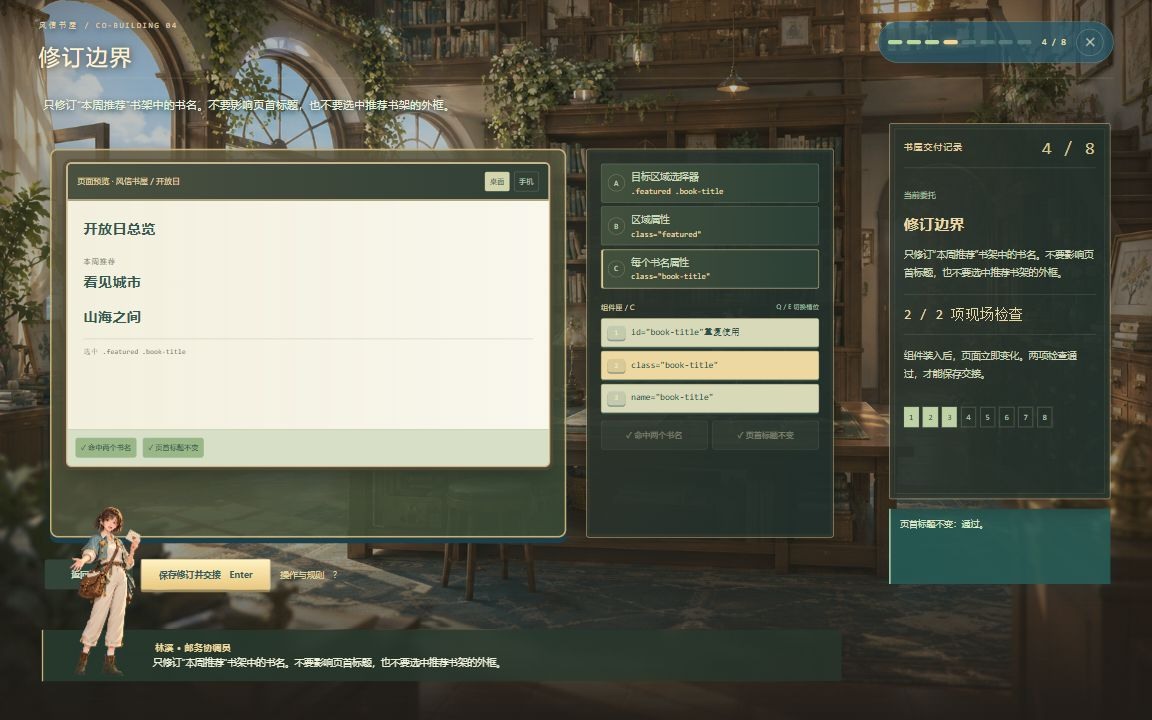 风信书屋 / CO-BUILDING 04
修订边界
只修订"本周推荐"书架中的书名。不要影响页首标题，也不要选中推荐书架的外框。
4 / 8
页面预览 · 风信书屋 / 开放日
桌面
手机
开放日总览
本周推荐
看见城市
山海之间
选中 .featured .book-title
✓ 命中两个书名
✓ 页首标题不变
A
目标区域选择器
.featured .book-title
B
区域属性
class="featured"
C
每个书名属性
class="book-title"
组件座 / C
Q / E 切换槽位
1
id="book-title"重复使用
2
class="book-title"
3
name="book-title"
✓ 命中两个书名
✓ 页首标题不变
书屋交付记录
4 / 8
当前委托
修订边界
只修订"本周推荐"书架中的书名。不要影响页
首标题，也不要选中推荐书架的外框。
2 / 2 项现场检查
组件装入后，页面立即变化。两项检查通
过，才能保存交接。
1 2 3 4 5 6 7 8
页首标题不变：通过。
返回
保存修订并交接 Enter
操作与规则 ?
林溪 • 邮务协调员
只修订"本周推荐"书架中的书名。不要影响页首标题，也不要选中推荐书架的外框。